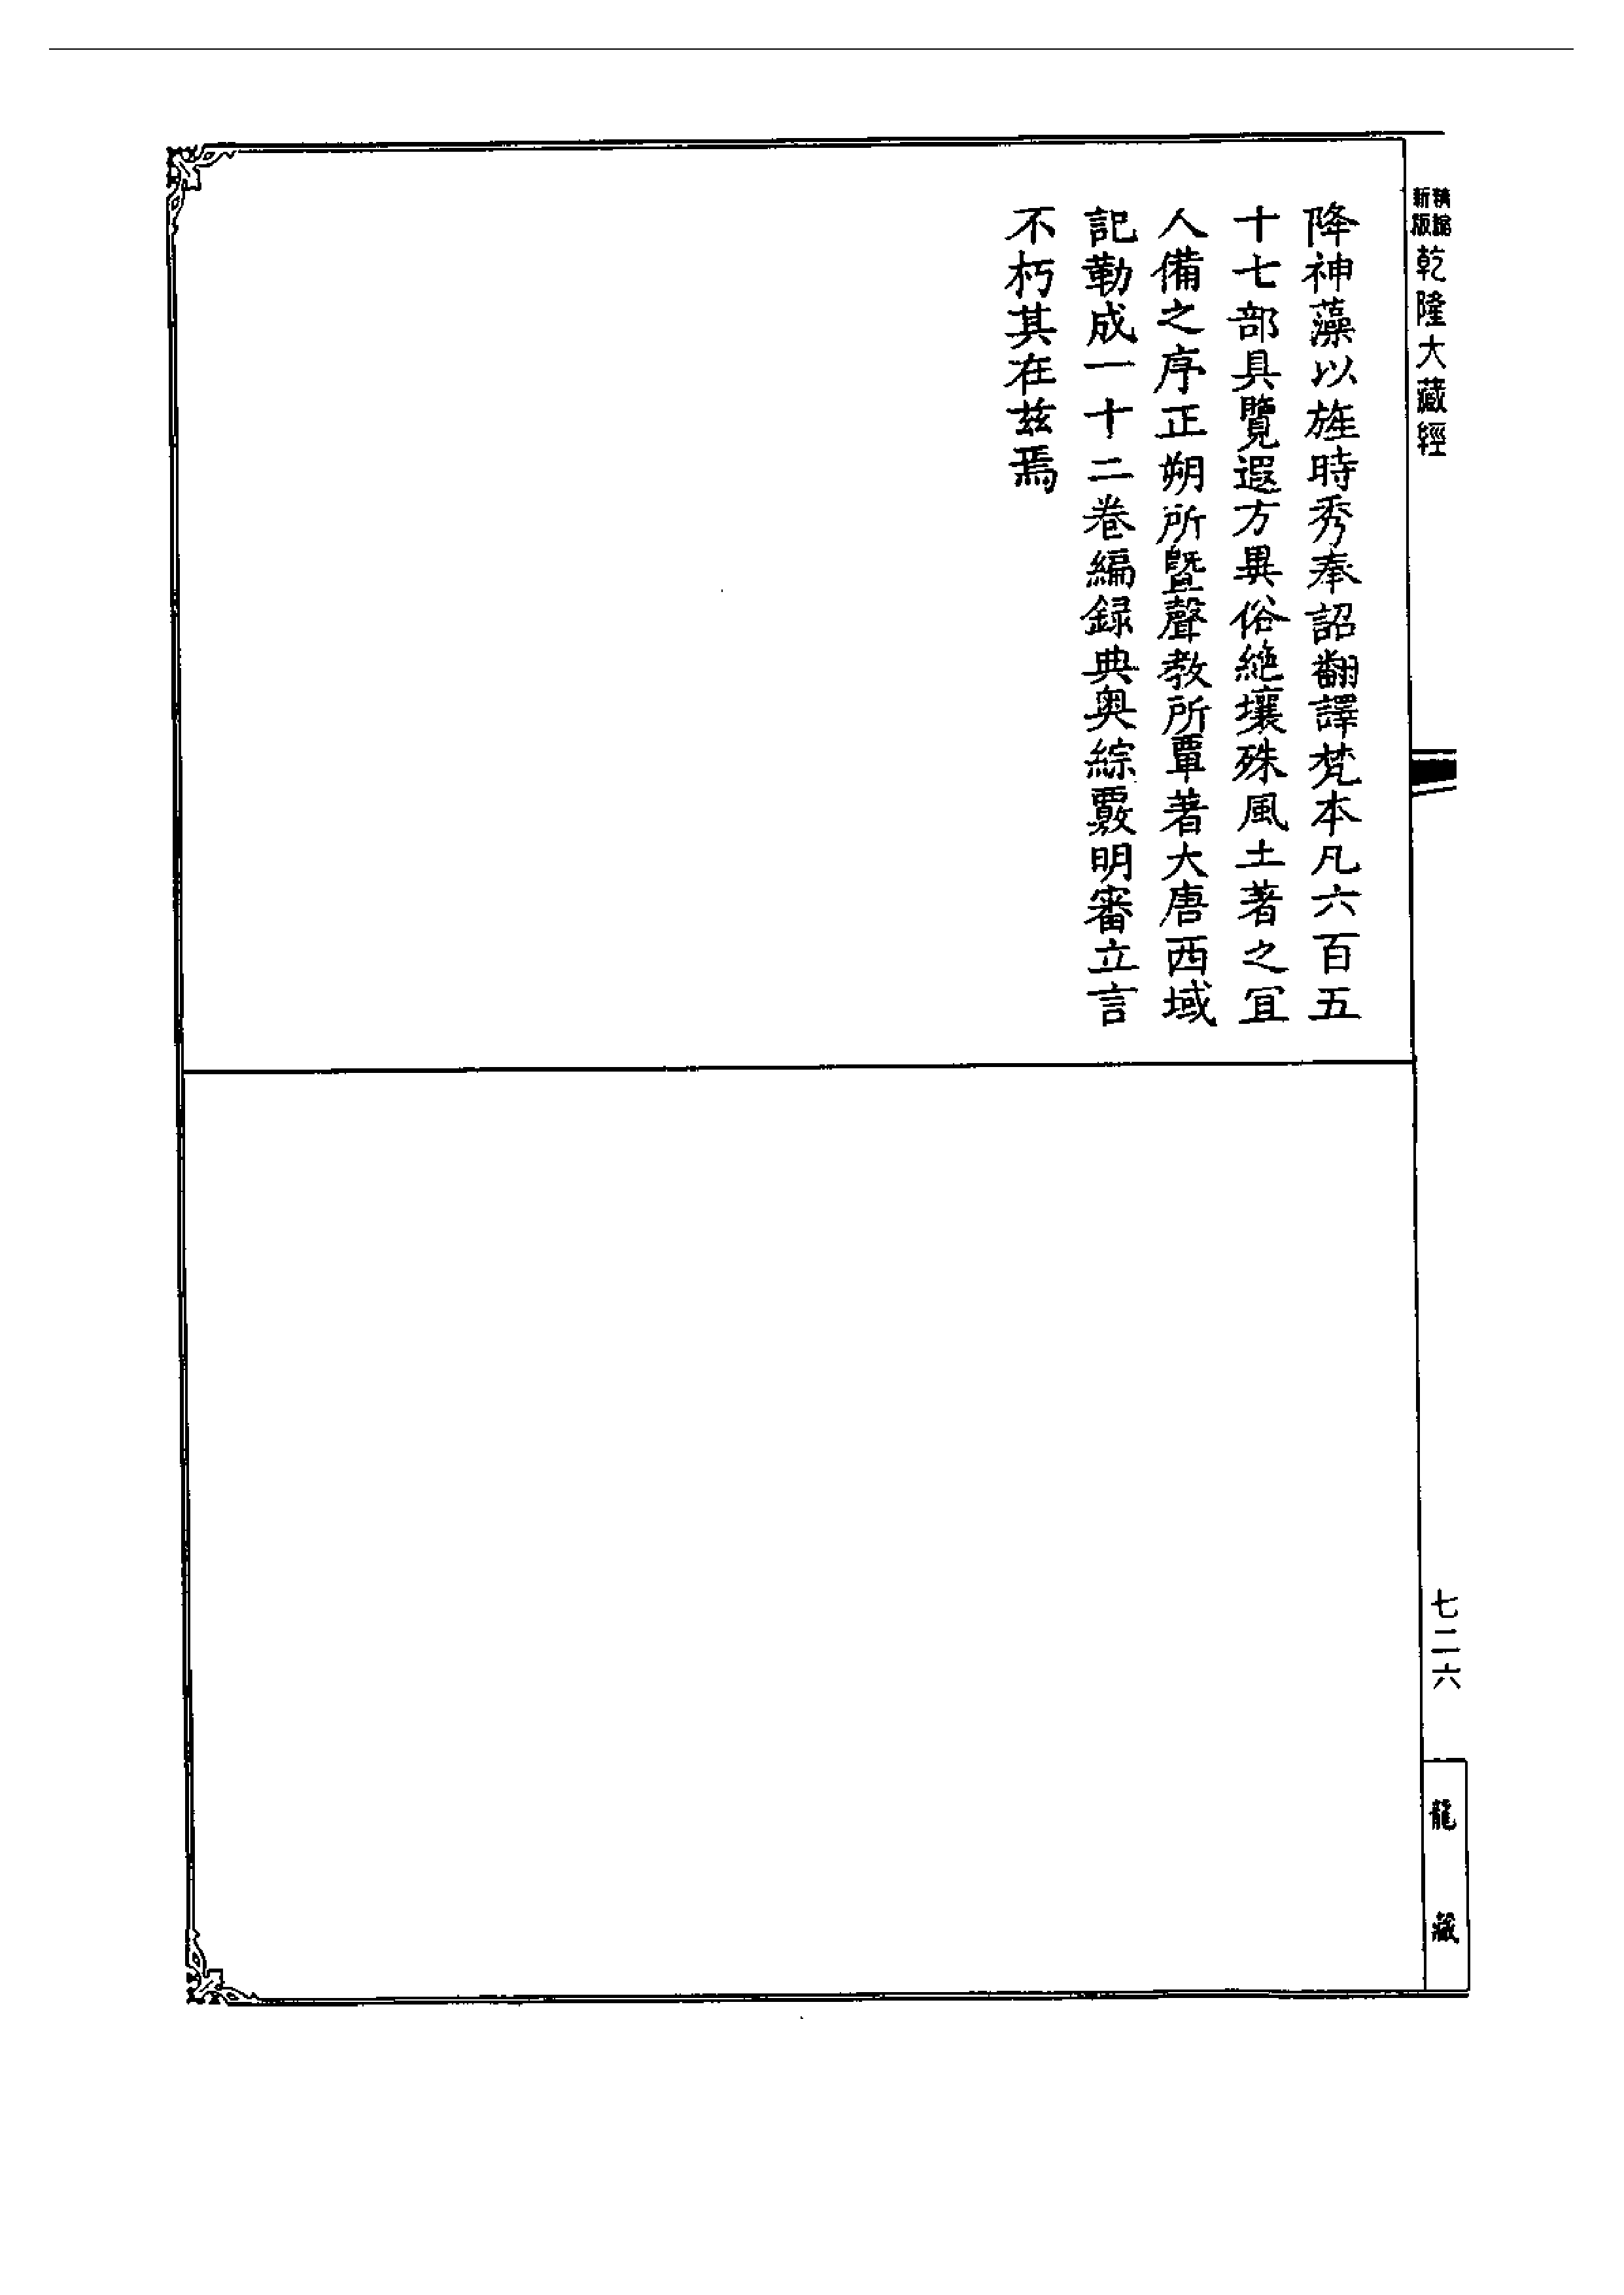 精縮新版乾隆大藏經
降神藻以旌時秀奉詔翻譯梵本凡六百五
十七部具覽遐方異俗絕壤殊風土著之宜
人備之序正朔所暨聲教所覃著大唐西域
記勒成一十二卷編録典奥綜覈明審立言
不朽其在兹焉
七二六
龍藏